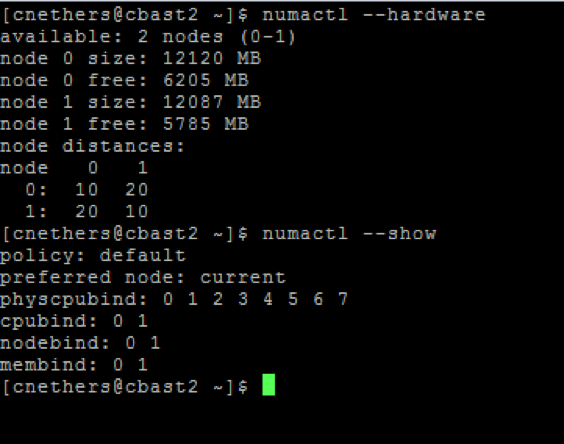 [cnethers@cbast2 ~]$ numactl --hardware
available: 2 nodes (0-1)
node 0 size: 12120 MB
node 0 free: 6205 MB
node 1 size: 12087 MB
node 1 free: 5785 MB
node distances:
node   0   1
  0:  10  20
  1:  20  10
[cnethers@cbast2 ~]$ numactl --show
policy: default
preferred node: current
physcpubind: 0 1 2 3 4 5 6 7
cpubind: 0 1
nodebind: 0 1
membind: 0 1
[cnethers@cbast2 ~]$